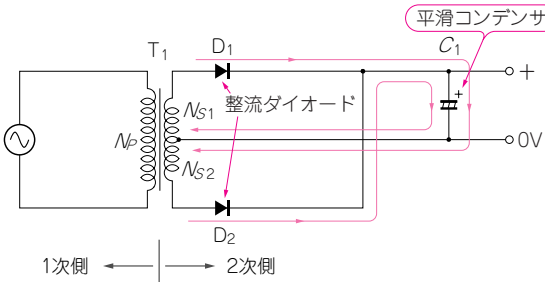 平滑コンデンサ
T1
D1
C1
+
+
整流ダイオード
NS1
NP
0V
NS2
D2
1次側
2次側